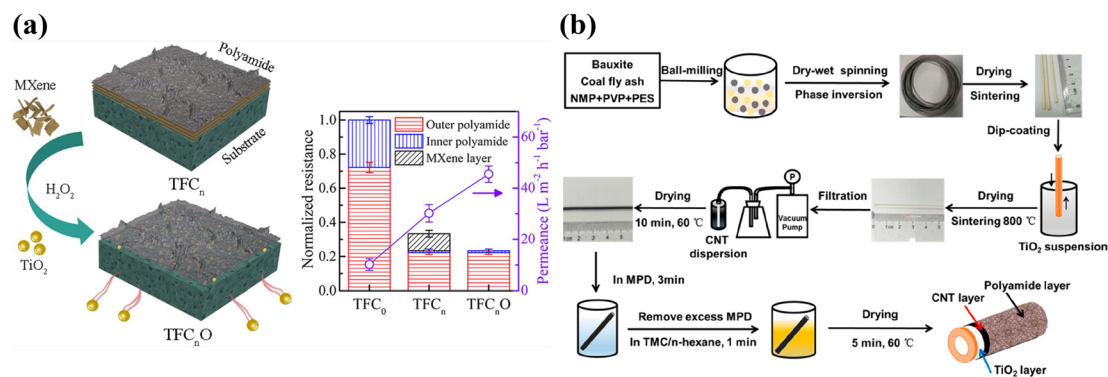 (a)
Polyamide
MXene
Substrate
TFCn
H2O2
TiO2
TFCnO
Normalized resistance
1.0
0.8
0.6
0.4
0.2
0.0
Outer polyamide
Inner polyamide
MXene layer
TFC0
TFCn
TFCnO
60
40
20
0
Permeance (L m-2 h-1 bar-1)
(b)
Bauxite
Coal fly ash
NMP+PVP+PES
Ball-milling
Dry-wet spinning
Phase inversion
Drying
Sintering
Dip-coating
TiO2 suspension
Drying
Sintering 800 ℃
Filtration
P
Vacuum
Pump
CNT
dispersion
Drying
10 min, 60 ℃
In MPD, 3min
Remove excess MPD
In TMC/n-hexane, 1 min
Drying
5 min, 60 ℃
Polyamide layer
CNT layer
TiO2 layer